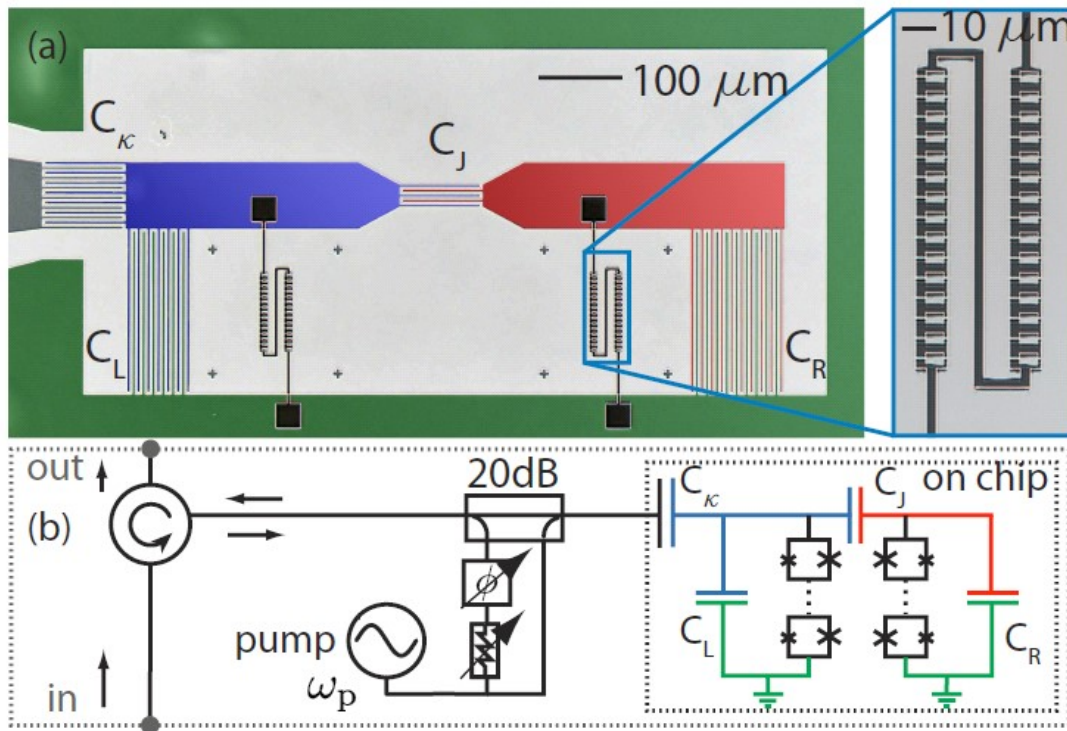 (a)
100 μm
10 μm
C_κ
C_J
C_L
C_R
out
20dB
C_κ
C_J
on chip
(b)
ϕ
pump
ω_p
C_L
C_R
in